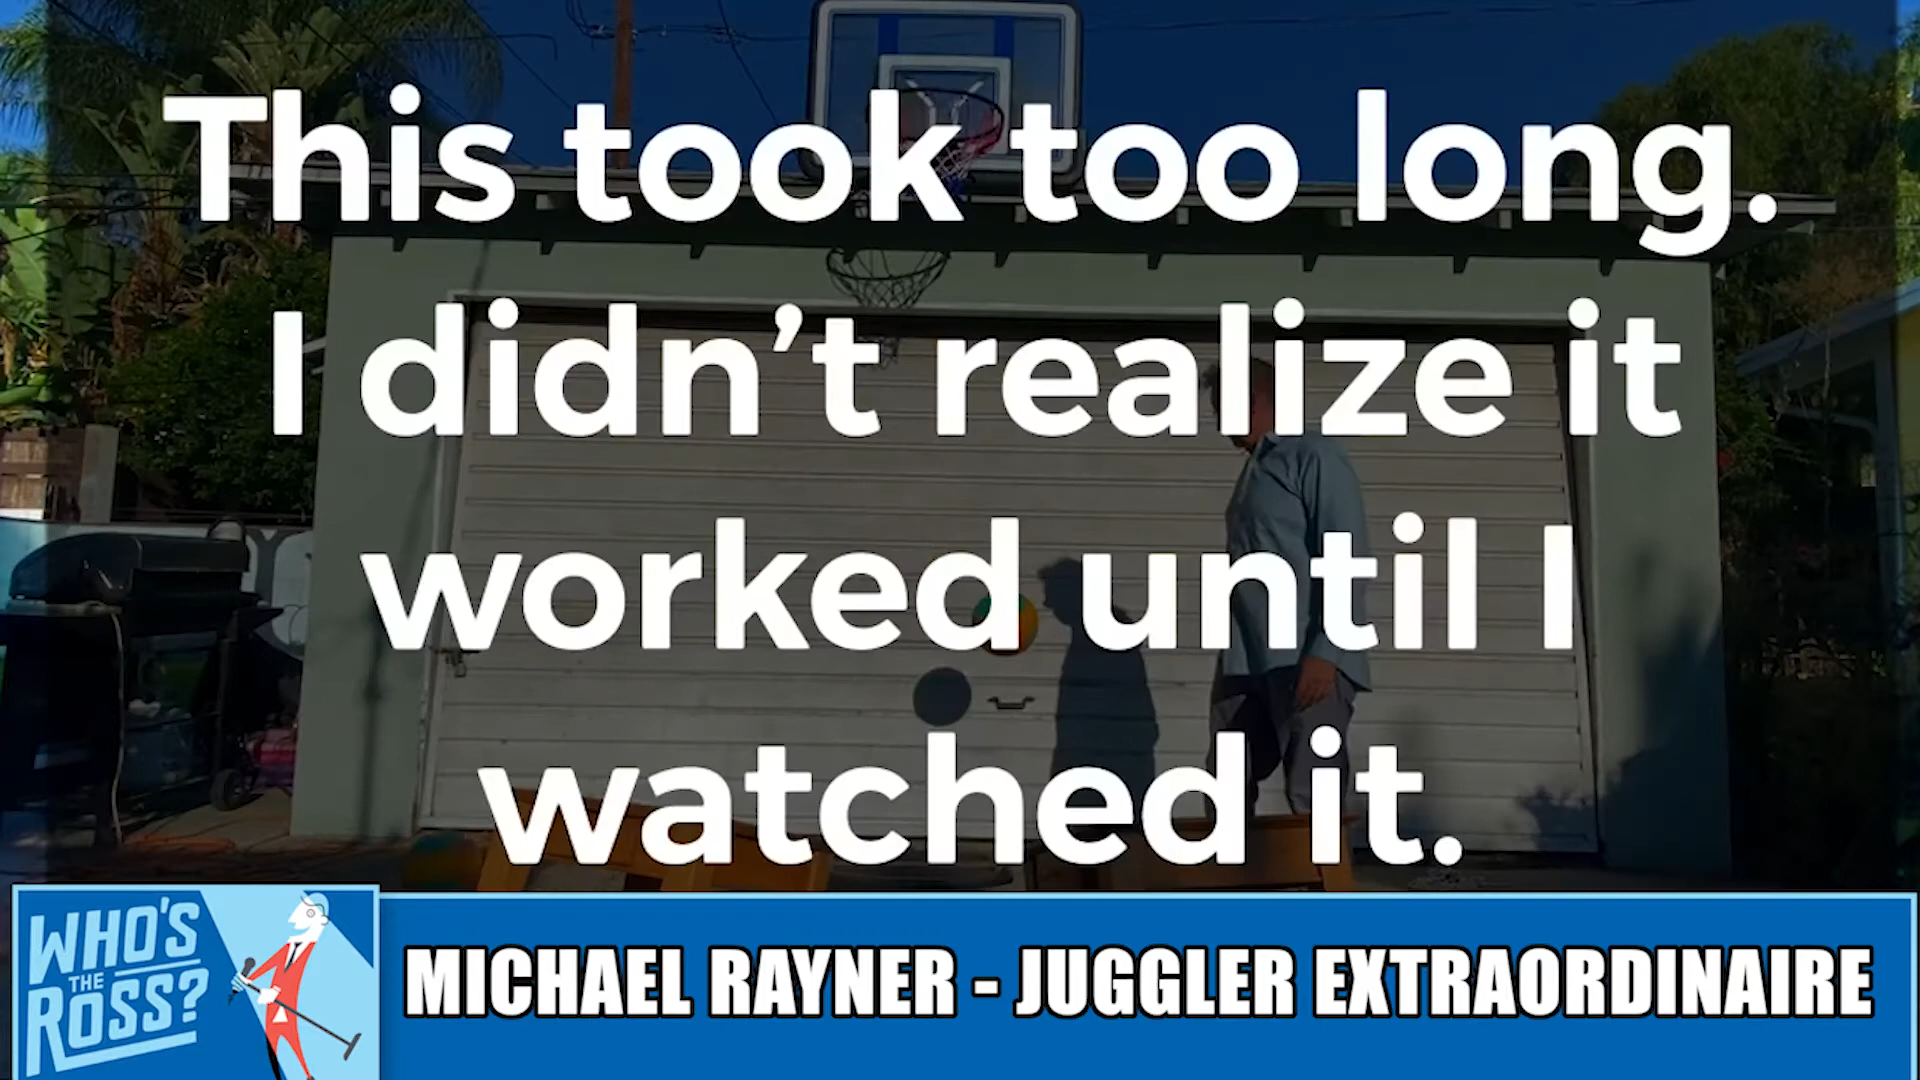 This took too long.
I didn't realize it
worked until I
watched it.
WHO'S
THE
ROSS?
MICHAEL RAYNER - JUGGLER EXTRAORDINAIRE